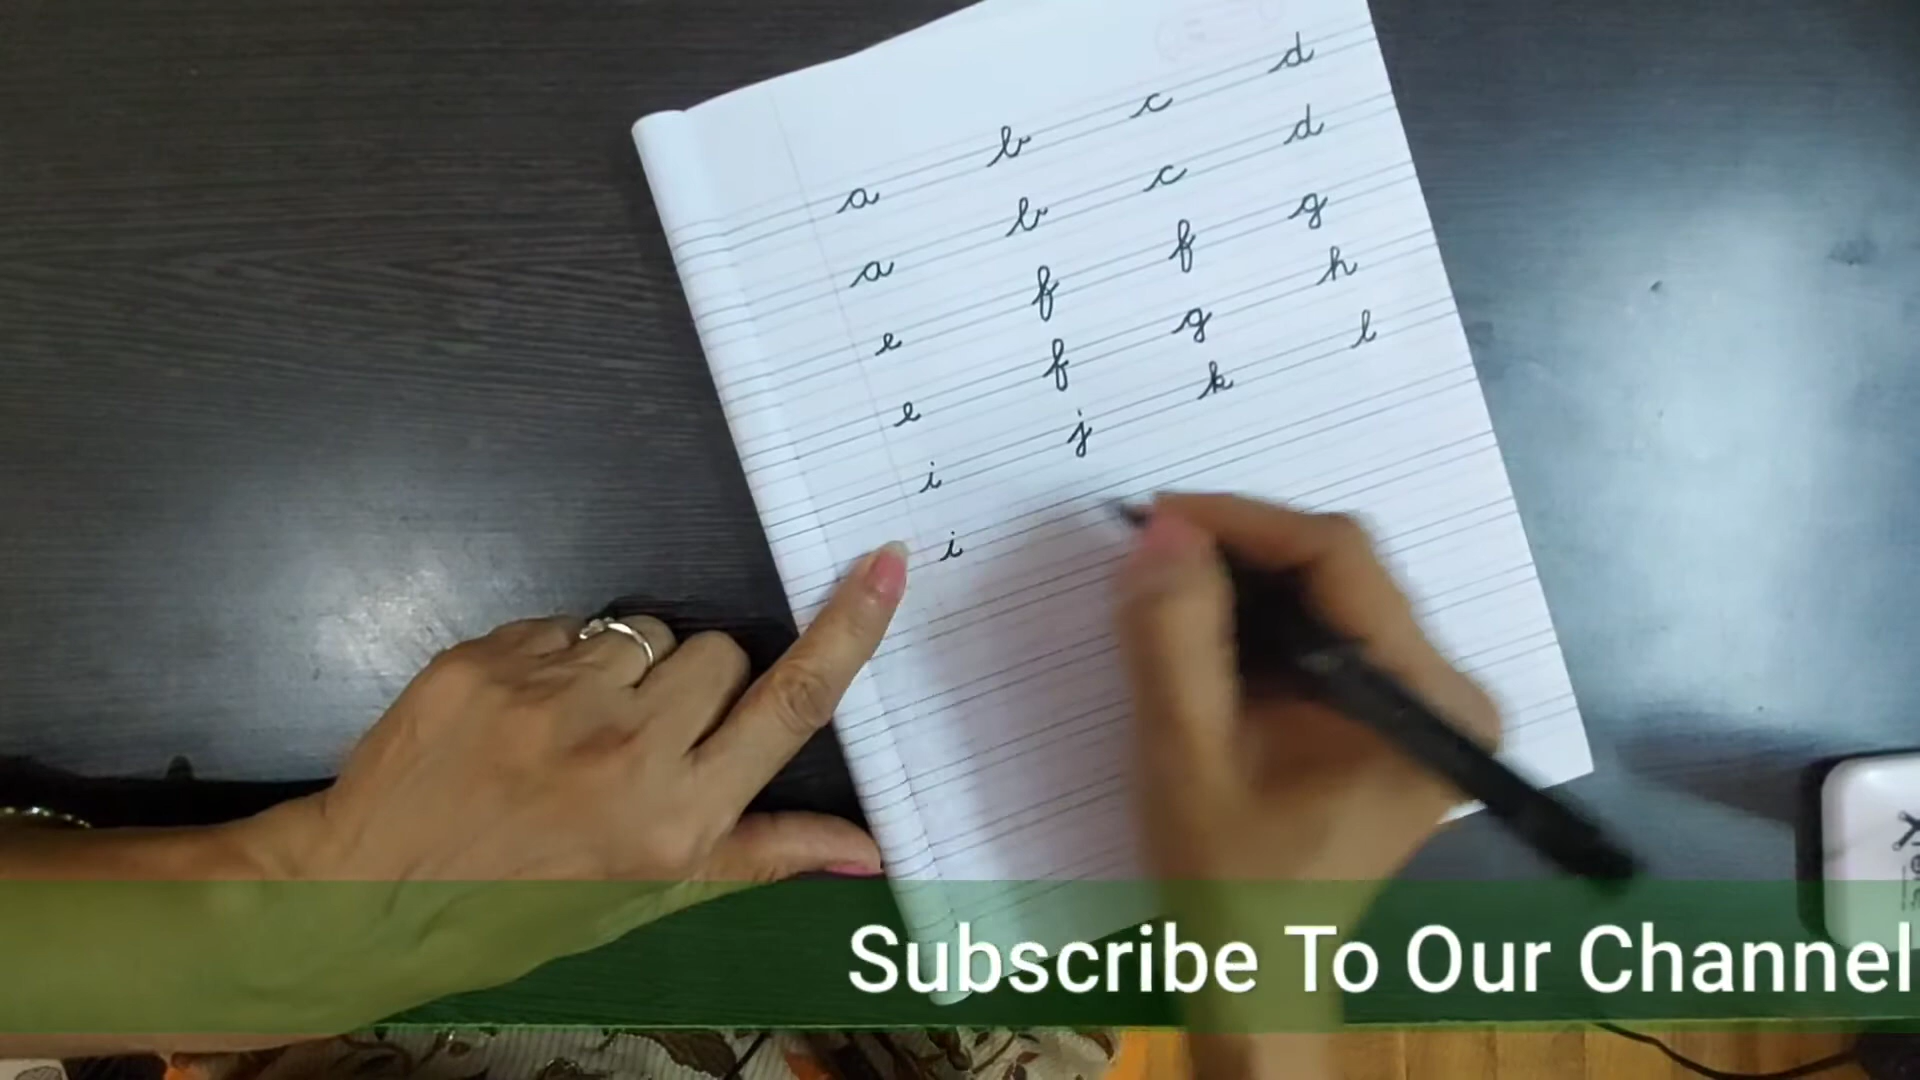 a b c d
a b c d
e f f g
e f g h
i j k l
i
Subscribe To Our Channel